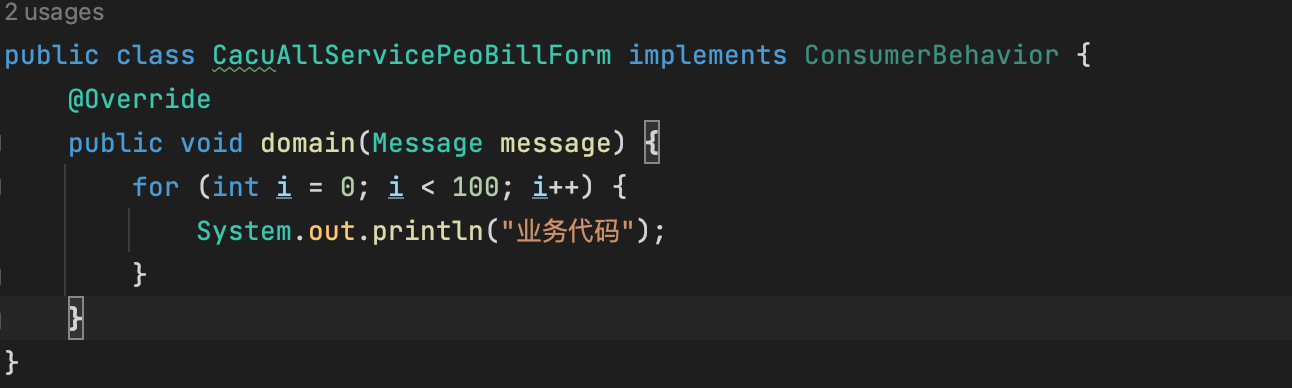 2 usages
public class CacuAllServicePeoBillForm implements ConsumerBehavior {
    @Override
    public void domain(Message message) {
        for (int i = 0; i < 100; i++) {
            System.out.println("业务代码");
        }
    }
}